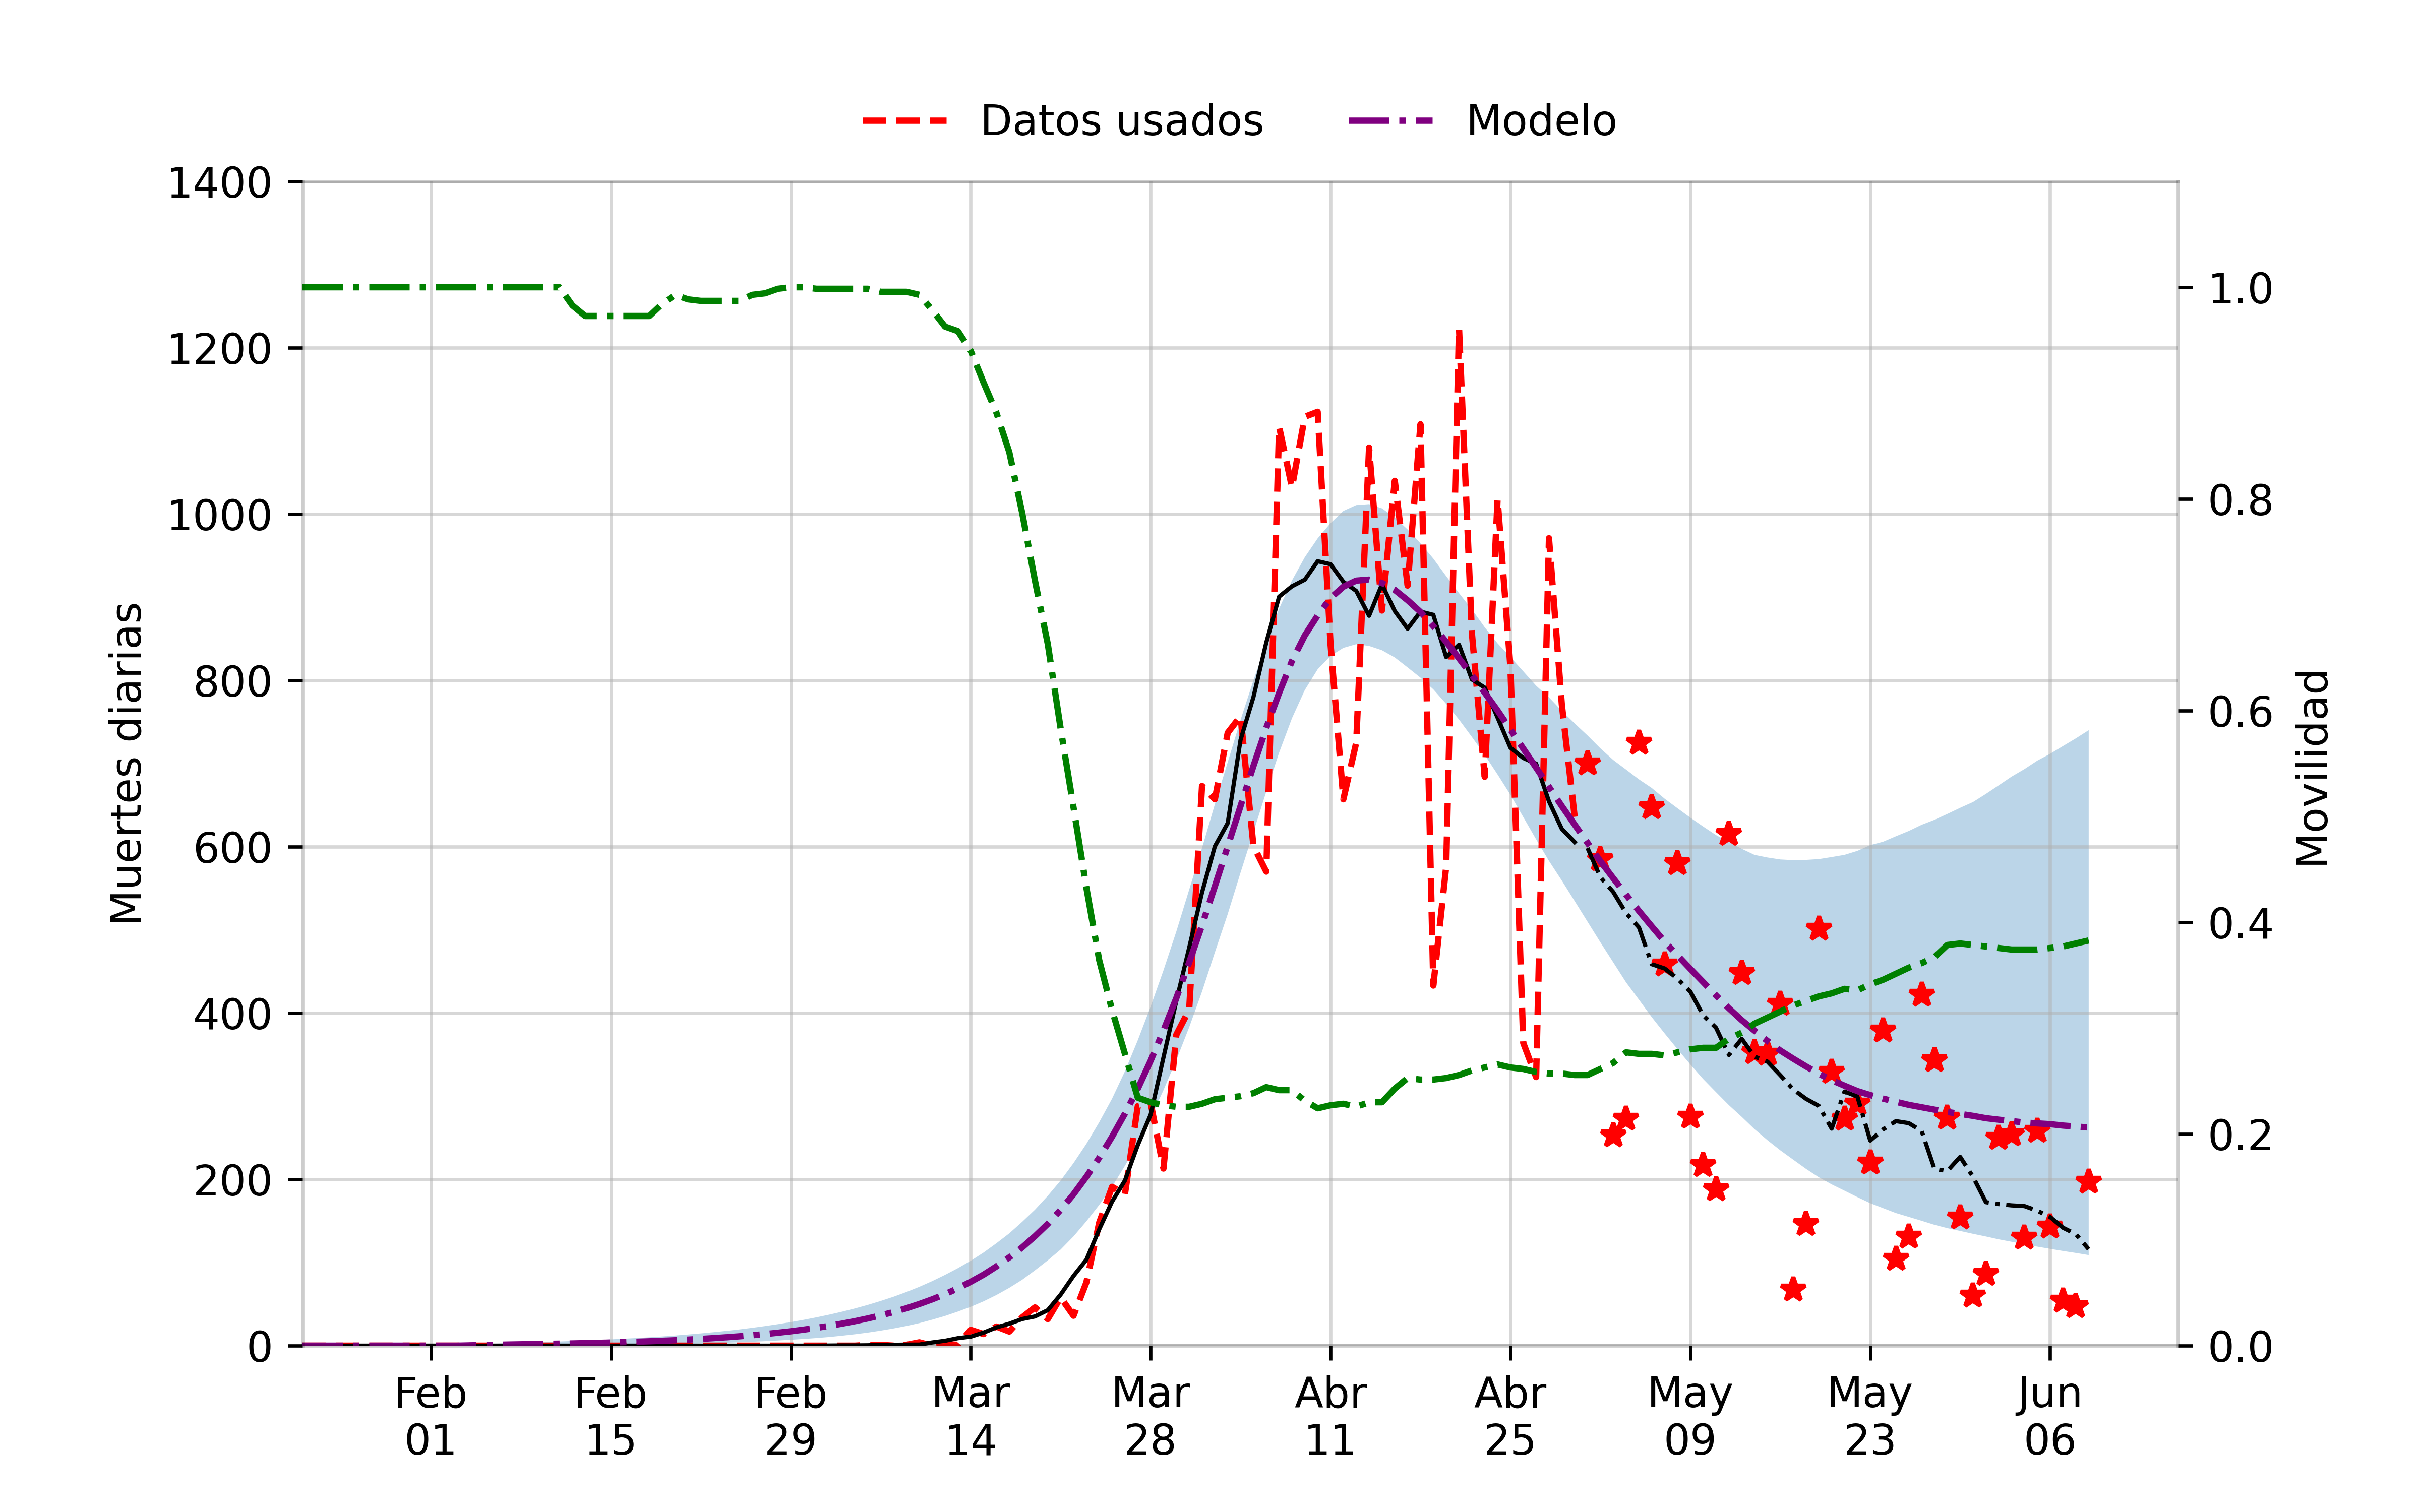 Datos usados
Modelo
1400
1200
1000
800
600
400
200
0
Muertes diarias
1.0
0.8
0.6
0.4
0.2
0.0
Movilidad
Feb
01
Feb
15
Feb
29
Mar
14
Mar
28
Abr
11
Abr
25
May
09
May
23
Jun
06